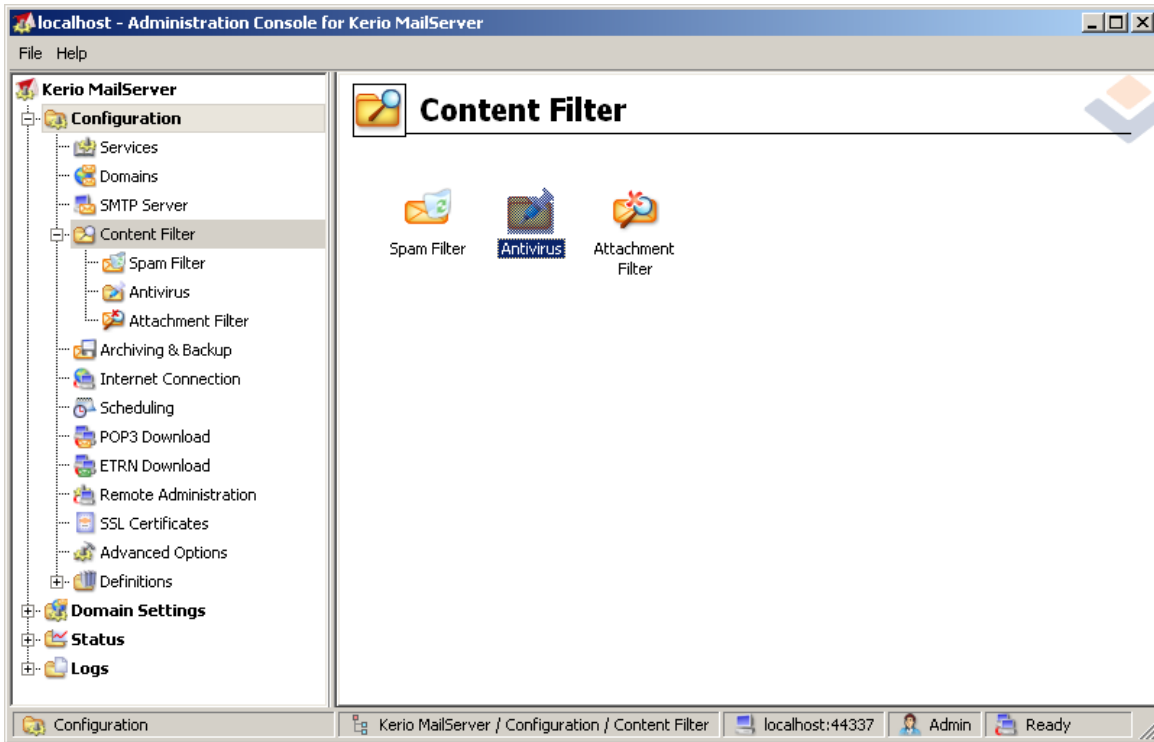 localhost - Administration Console for Kerio MailServer
File Help
Kerio MailServer
Configuration
Services
Domains
SMTP Server
Content Filter
Spam Filter
Antivirus
Attachment Filter
Archiving & Backup
Internet Connection
Scheduling
POP3 Download
ETRN Download
Remote Administration
SSL Certificates
Advanced Options
Definitions
Domain Settings
Status
Logs
Content Filter
Spam Filter
Antivirus
Attachment
Filter
Configuration
Kerio MailServer / Configuration / Content Filter
localhost:44337
Admin
Ready